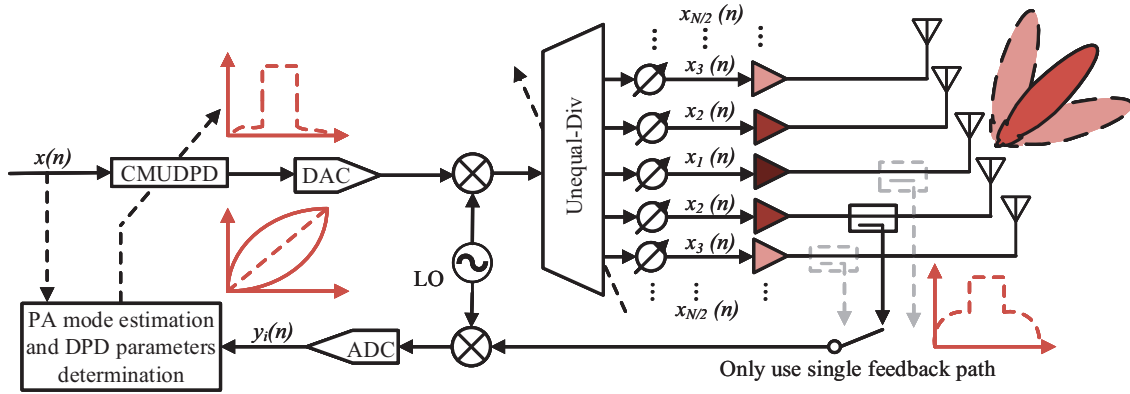 x_{N/2}(n)
x_3(n)
x_2(n)
x(n)
CMUDPD
DAC
Unequal-Div
x_1(n)
x_2(n)
x_3(n)
LO
x_{N/2}(n)
PA mode estimation
and DPD parameters
determination
y_i(n)
ADC
Only use single feedback path